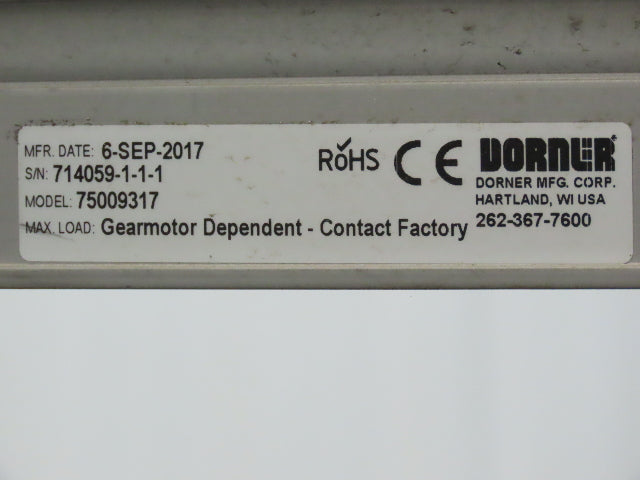 MFR. DATE: 6-SEP-2017
S/N: 714059-1-1-1
MODEL: 75009317
MAX. LOAD: Gearmotor Dependent - Contact Factory
RoHS CE
DORNER
DORNER MFG. CORP.
HARTLAND, WI USA
262-367-7600